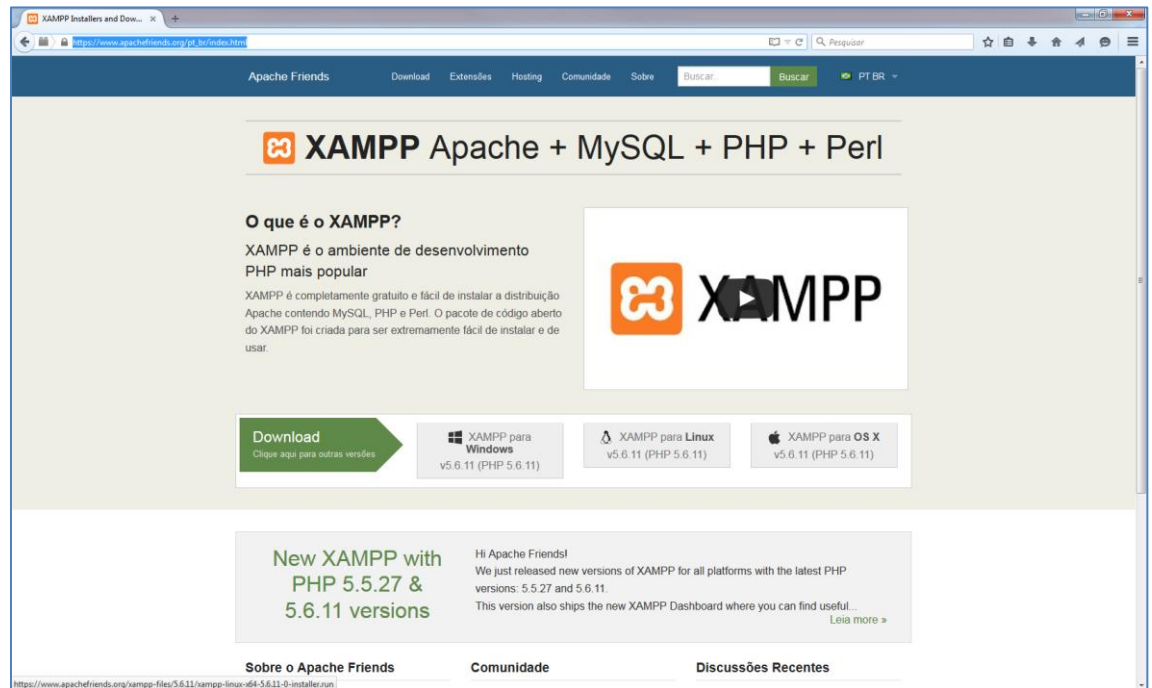 XAMPP Installers and Dow...
https://www.apachefriends.org/pt_br/index.html
Pesquisar
Apache Friends Download Extensões Hosting Comunidade Sobre Buscar.. Buscar PT BR
XAMPP Apache + MySQL + PHP + Perl
O que é o XAMPP?
XAMPP é o ambiente de desenvolvimento
PHP mais popular
XAMPP é completamente gratuito e fácil de instalar a distribuição
Apache contendo MySQL, PHP e Perl. O pacote de código aberto
do XAMPP foi criada para ser extremamente fácil de instalar e de
usar.
XAMPP
Download
Clique aqui para outras versões
XAMPP para
Windows
v5.6.11 (PHP 5.6.11)
XAMPP para Linux
v5.6.11 (PHP 5.6.11)
XAMPP para OS X
v5.6.11 (PHP 5.6.11)
New XAMPP with
PHP 5.5.27 &
5.6.11 versions
Hi Apache Friends!
We just released new versions of XAMPP for all platforms with the latest PHP
versions: 5.5.27 and 5.6.11.
This version also ships the new XAMPP Dashboard where you can find useful...
Leia more »
Sobre o Apache Friends
Comunidade
Discussões Recentes
https://www.apachefriends.org/xampp-files/5.6.11/xampp-linux-x64-5.6.11-0-installer.run